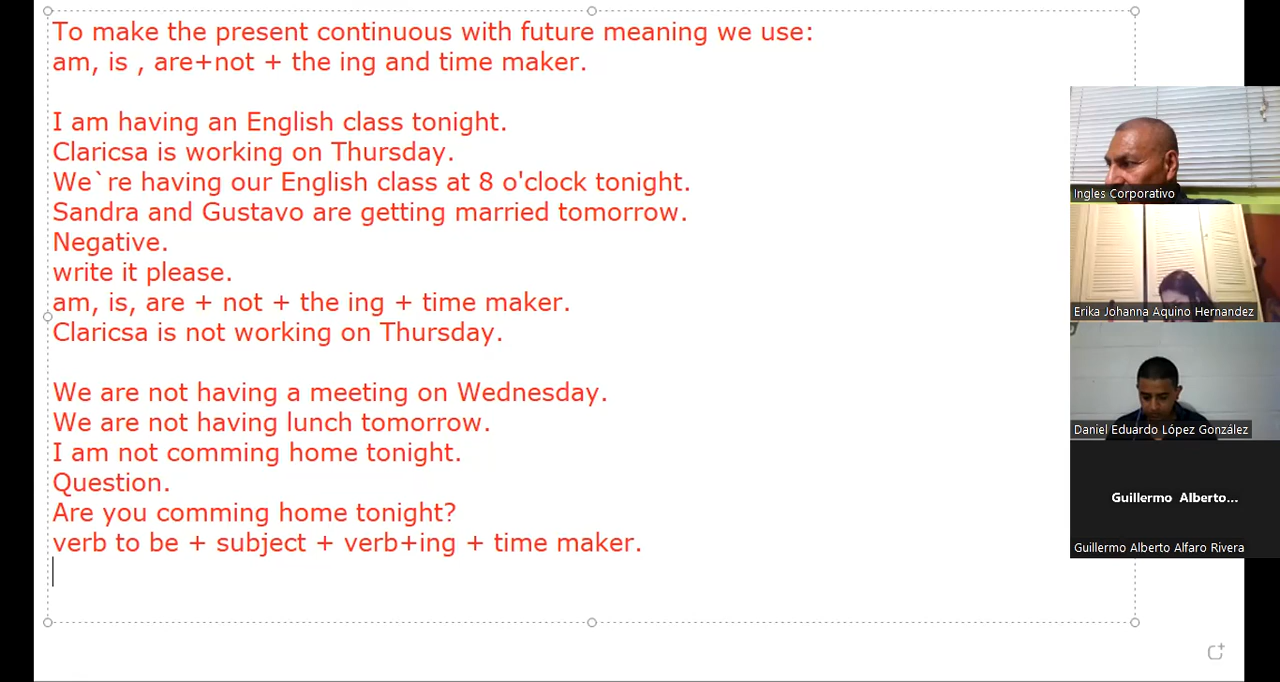 To make the present continuous with future meaning we use:
am, is , are+not + the ing and time maker.
I am having an English class tonight.
Claricsa is working on Thursday.
We`re having our English class at 8 o'clock tonight.
Sandra and Gustavo are getting married tomorrow.
Negative.
write it please.
am, is, are + not + the ing + time maker.
Claricsa is not working on Thursday.
We are not having a meeting on Wednesday.
We are not having lunch tomorrow.
I am not comming home tonight.
Question.
Are you comming home tonight?
verb to be + subject + verb+ing + time maker.
Ingles Corporativo
Erika Johanna Aquino Hernandez
Daniel Eduardo López González
Guillermo Alberto...
Guillermo Alberto Alfaro Rivera